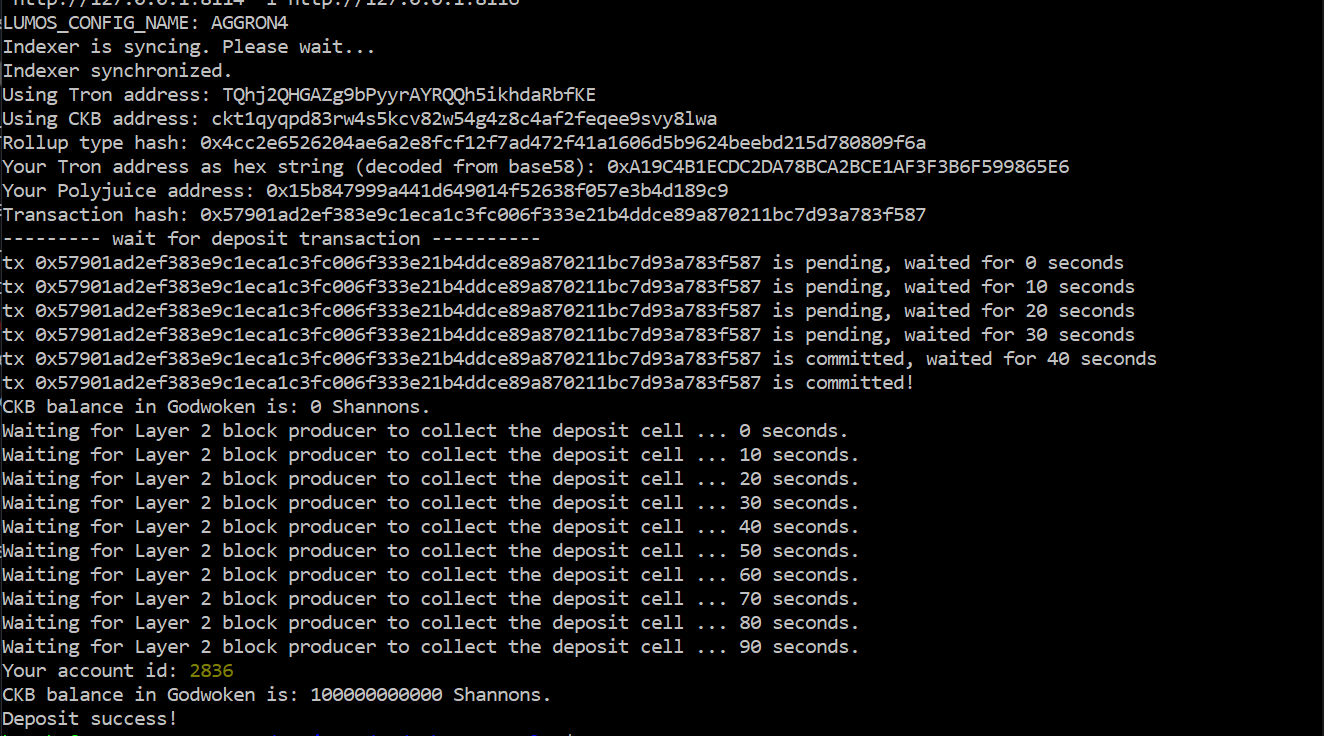 http://127.0.0.1:8114 -i http://127.0.0.1:8116
LUMOS_CONFIG_NAME: AGGRON4
Indexer is syncing. Please wait...
Indexer synchronized.
Using Tron address: TQhj2QHGAZg9bPyyrAYRQQh5ikhdaRbfKE
Using CKB address: ckt1qyqpd83rw4s5kcv82w54g4z8c4af2feqee9svy8lwa
Rollup type hash: 0x4cc2e6526204ae6a2e8fcf12f7ad472f41a1606d5b9624beebd215d780809f6a
Your Tron address as hex string (decoded from base58): 0xA19C4B1ECDC2DA78BCA2BCE1AF3F3B6F599865E6
Your Polyjuice address: 0x15b847999a441d649014f52638f057e3b4d189c9
Transaction hash: 0x57901ad2ef383e9c1eca1c3fc006f333e21b4ddce89a870211bc7d93a783f587
--------- wait for deposit transaction ----------
tx 0x57901ad2ef383e9c1eca1c3fc006f333e21b4ddce89a870211bc7d93a783f587 is pending, waited for 0 seconds
tx 0x57901ad2ef383e9c1eca1c3fc006f333e21b4ddce89a870211bc7d93a783f587 is pending, waited for 10 seconds
tx 0x57901ad2ef383e9c1eca1c3fc006f333e21b4ddce89a870211bc7d93a783f587 is pending, waited for 20 seconds
tx 0x57901ad2ef383e9c1eca1c3fc006f333e21b4ddce89a870211bc7d93a783f587 is pending, waited for 30 seconds
tx 0x57901ad2ef383e9c1eca1c3fc006f333e21b4ddce89a870211bc7d93a783f587 is committed, waited for 40 seconds
tx 0x57901ad2ef383e9c1eca1c3fc006f333e21b4ddce89a870211bc7d93a783f587 is committed!
CKB balance in Godwoken is: 0 Shannons.
Waiting for Layer 2 block producer to collect the deposit cell ... 0 seconds.
Waiting for Layer 2 block producer to collect the deposit cell ... 10 seconds.
Waiting for Layer 2 block producer to collect the deposit cell ... 20 seconds.
Waiting for Layer 2 block producer to collect the deposit cell ... 30 seconds.
Waiting for Layer 2 block producer to collect the deposit cell ... 40 seconds.
Waiting for Layer 2 block producer to collect the deposit cell ... 50 seconds.
Waiting for Layer 2 block producer to collect the deposit cell ... 60 seconds.
Waiting for Layer 2 block producer to collect the deposit cell ... 70 seconds.
Waiting for Layer 2 block producer to collect the deposit cell ... 80 seconds.
Waiting for Layer 2 block producer to collect the deposit cell ... 90 seconds.
Your account id: 2836
CKB balance in Godwoken is: 100000000000 Shannons.
Deposit success!